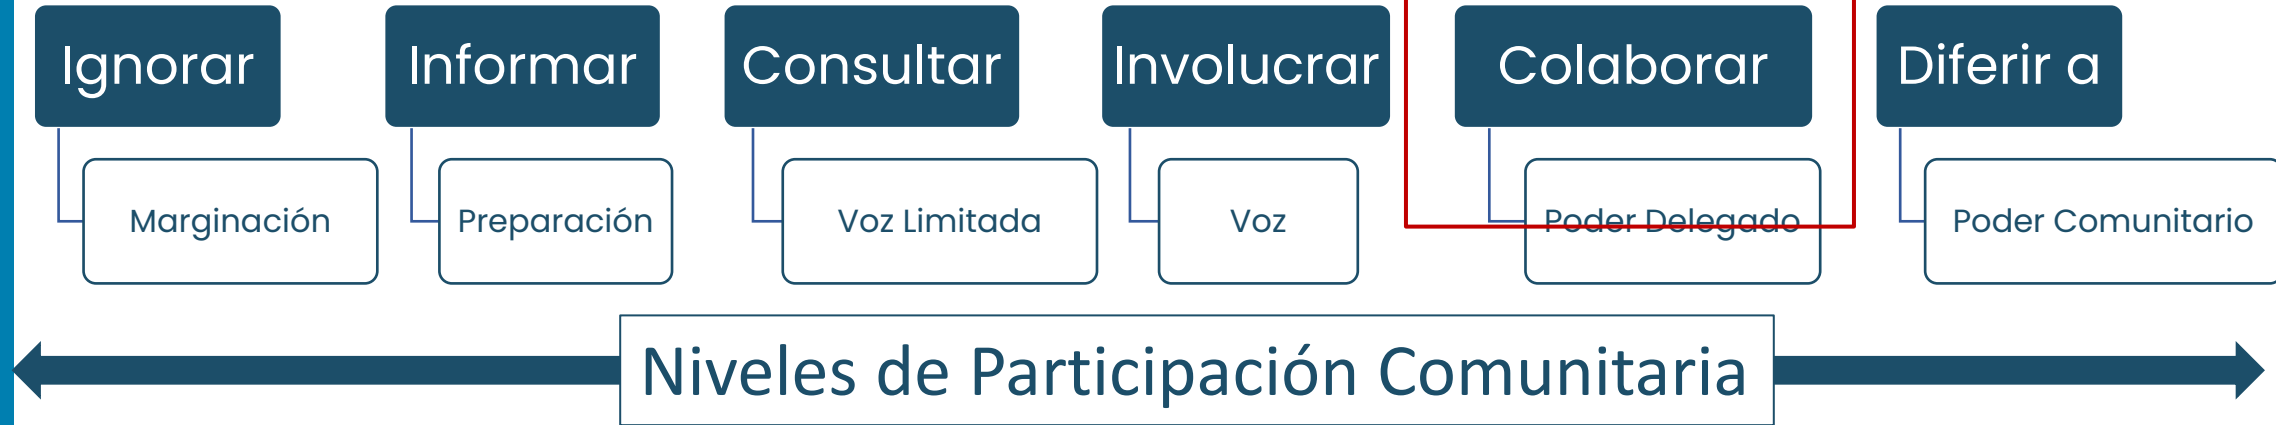 Ignorar
Informar
Consultar
Involucrar
Colaborar
Diferir a
Marginación
Preparación
Voz Limitada
Voz
Poder Delegado
Poder Comunitario
Niveles de Participación Comunitaria